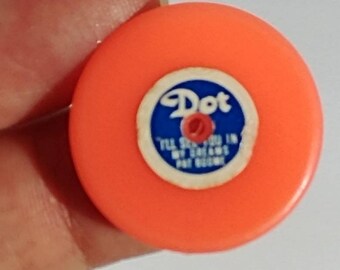 Dot
"I'LL SEE YOU IN
MY DREAMS
PAT BOONE